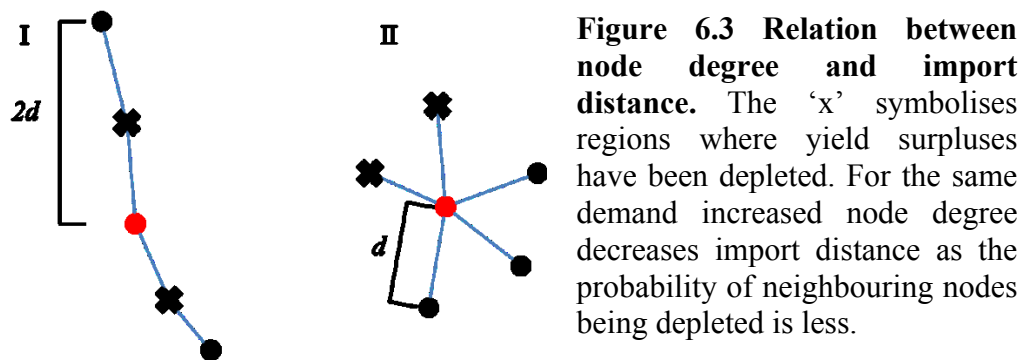 I
2d
II
d
Figure 6.3 Relation between
node degree and import
distance. The ‘x’ symbolises
regions where yield surpluses
have been depleted. For the same
demand increased node degree
decreases import distance as the
probability of neighbouring nodes
being depleted is less.